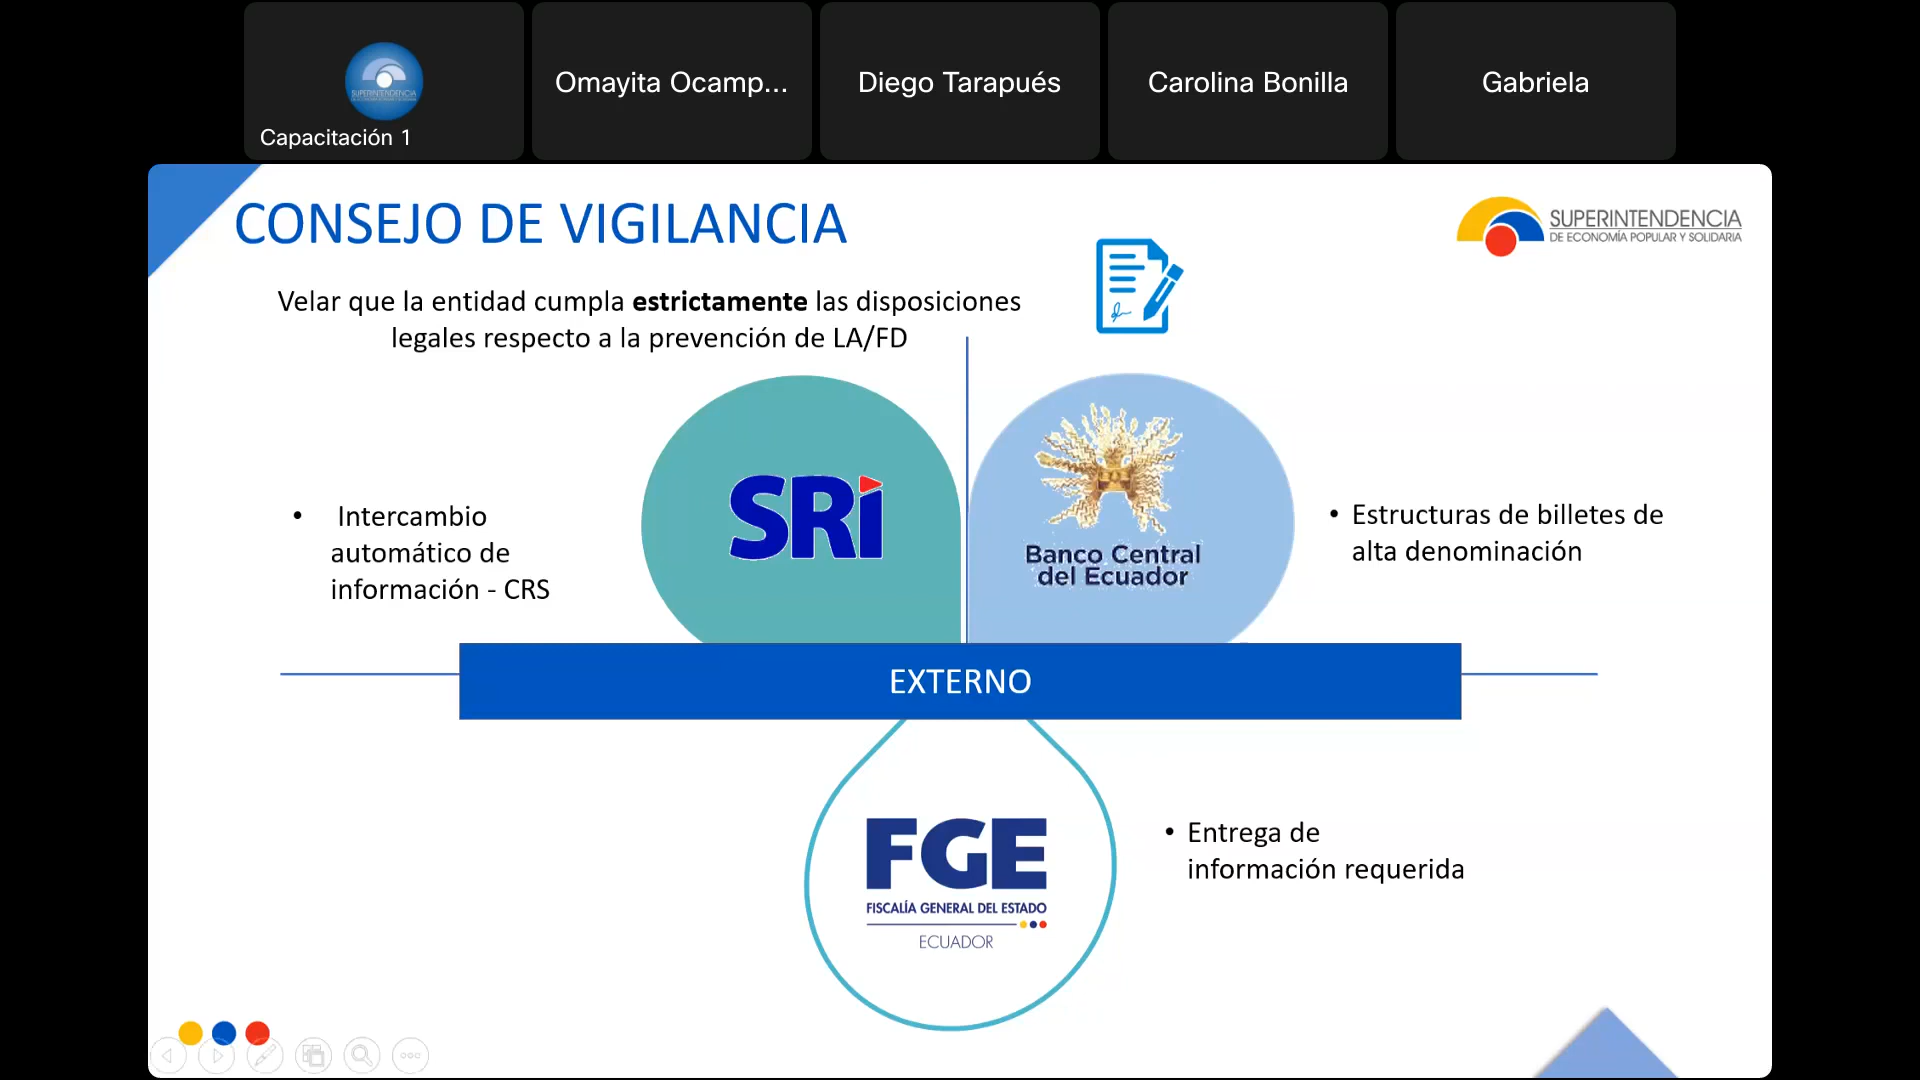 Omayita Ocamp...
Diego Tarapués
Carolina Bonilla
Gabriela
SUPERINTENDENCIA
Capacitación 1
CONSEJO DE VIGILANCIA
SUPERINTENDENCIA
DE ECONOMÍA POPULAR Y SOLIDARIA
Velar que la entidad cumpla estrictamente las disposiciones
legales respecto a la prevención de LA/FD
SRi
Banco Central
del Ecuador
• Intercambio
automático de
información - CRS
• Estructuras de billetes de
alta denominación
EXTERNO
FGE
FISCALÍA GENERAL DEL ESTADO
ECUADOR
• Entrega de
información requerida